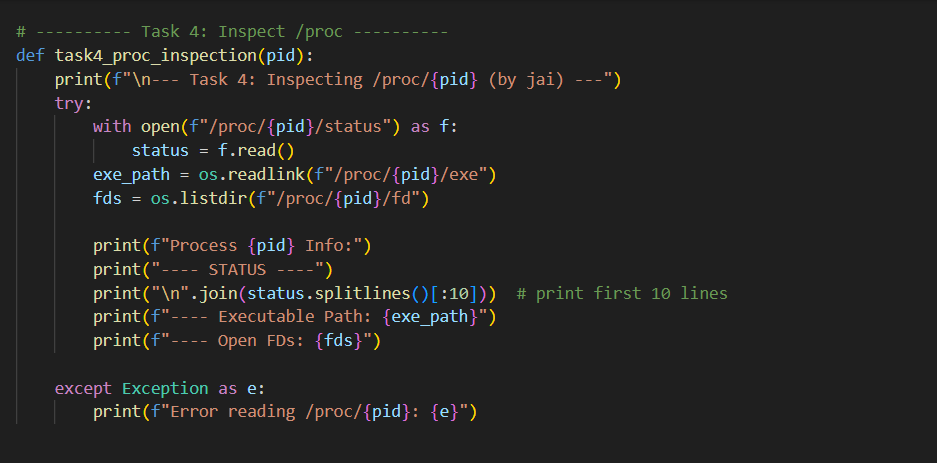 # ---------- Task 4: Inspect /proc ----------
def task4_proc_inspection(pid):
    print(f"\n--- Task 4: Inspecting /proc/{pid} (by jai) ---")
    try:
        with open(f"/proc/{pid}/status") as f:
            status = f.read()
        exe_path = os.readlink(f"/proc/{pid}/exe")
        fds = os.listdir(f"/proc/{pid}/fd")

        print(f"Process {pid} Info:")
        print("---- STATUS ----")
        print("\n".join(status.splitlines()[:10]))  # print first 10 lines
        print(f"---- Executable Path: {exe_path}")
        print(f"---- Open FDs: {fds}")

    except Exception as e:
        print(f"Error reading /proc/{pid}: {e}")